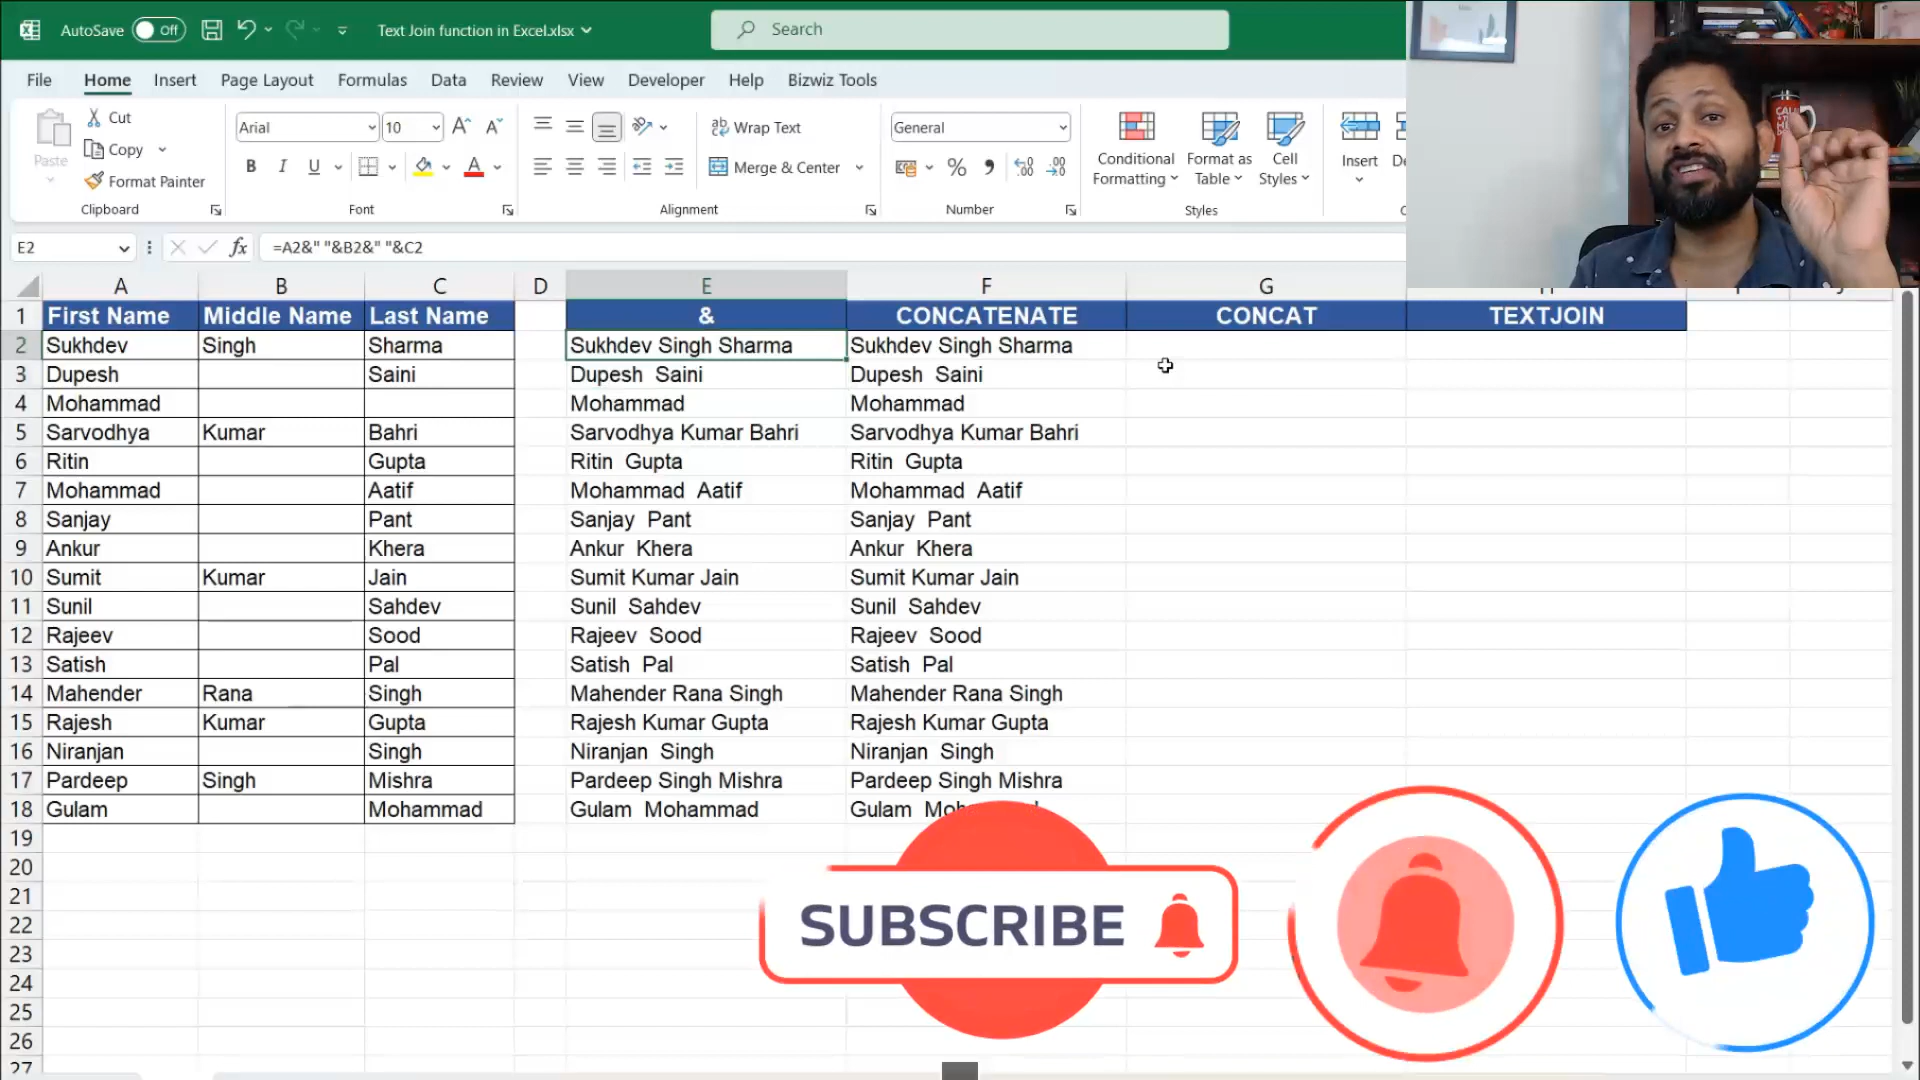 AutoSave Off Text Join function in Excel.xlsx Search
File Home Insert Page Layout Formulas Data Review View Developer Help Bizwiz Tools
Paste Cut Copy Format Painter Clipboard
Arial 10 B I U A Font
Wrap Text Merge & Center Alignment
General % Number
Conditional Formatting Format as Table Cell Styles Styles
Insert
E2 fx =A2&" "&B2&" "&C2
A B C D E F G
1 First Name Middle Name Last Name & CONCATENATE CONCAT TEXTJOIN
2 Sukhdev Singh Sharma Sukhdev Singh Sharma Sukhdev Singh Sharma
3 Dupesh Saini Dupesh  Saini Dupesh  Saini
4 Mohammad Mohammad Mohammad
5 Sarvodhya Kumar Bahri Sarvodhya Kumar Bahri Sarvodhya Kumar Bahri
6 Ritin Gupta Ritin  Gupta Ritin  Gupta
7 Mohammad Aatif Mohammad  Aatif Mohammad  Aatif
8 Sanjay Pant Sanjay  Pant Sanjay  Pant
9 Ankur Khera Ankur  Khera Ankur  Khera
10 Sumit Kumar Jain Sumit Kumar Jain Sumit Kumar Jain
11 Sunil Sahdev Sunil  Sahdev Sunil  Sahdev
12 Rajeev Sood Rajeev  Sood Rajeev  Sood
13 Satish Pal Satish  Pal Satish  Pal
14 Mahender Rana Singh Mahender Rana Singh Mahender Rana Singh
15 Rajesh Kumar Gupta Rajesh Kumar Gupta Rajesh Kumar Gupta
16 Niranjan Singh Niranjan  Singh Niranjan  Singh
17 Pardeep Singh Mishra Pardeep Singh Mishra Pardeep Singh Mishra
18 Gulam Mohammad Gulam  Mohammad Gulam
19
20
21
22
23
24
25
26
27
SUBSCRIBE